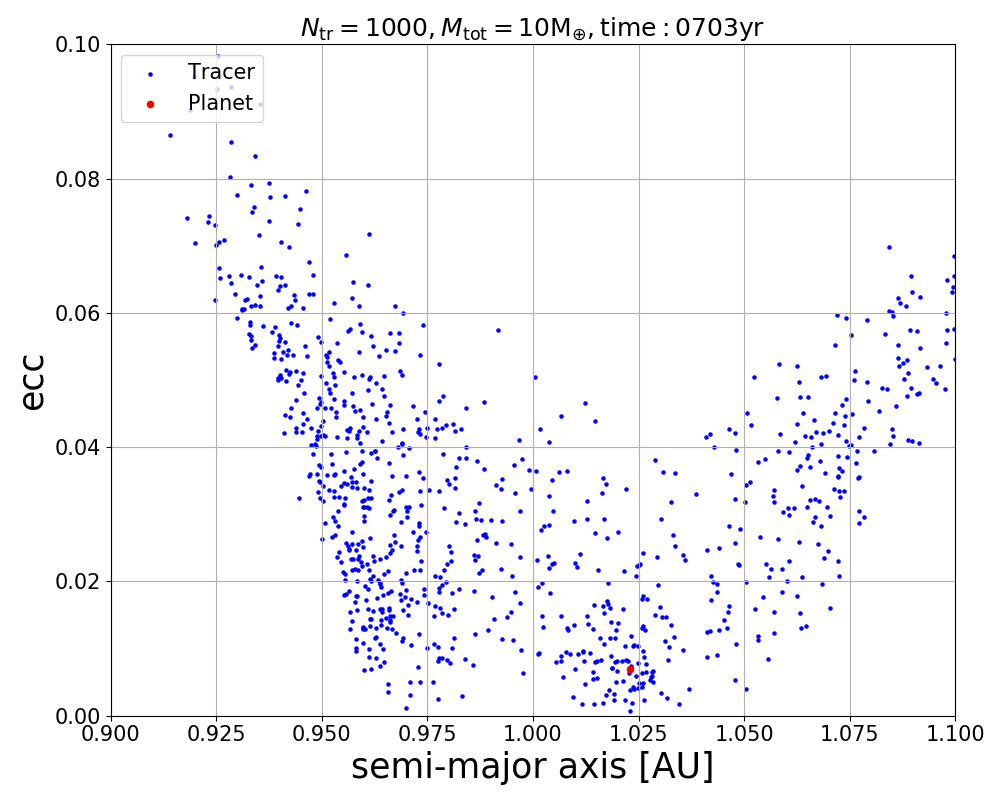 N_tr = 1000, M_tot = 10M_⊕, time : 0703yr
Tracer
Planet
ecc
0.10
0.08
0.06
0.04
0.02
0.00
0.900 0.925 0.950 0.975 1.000 1.025 1.050 1.075 1.100
semi-major axis [AU]